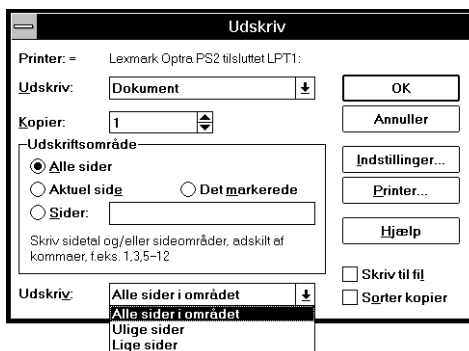 Udskriv
Printer: = Lexmark Optra PS2 tilsluttet LPT1:
Udskriv: Dokument
OK
Kopier: 1
Annuller
Udskriftsområde
Alle sider
Indstillinger...
Aktuel side Det markerede
Printer...
Sider:
Skriv sidetal og/eller sideområder, adskilt af
kommaer, f.eks. 1,3,5–12
Hjælp
Skriv til fil
Udskriv: Alle sider i området
Sorter kopier
Alle sider i området
Ulige sider
Lige sider